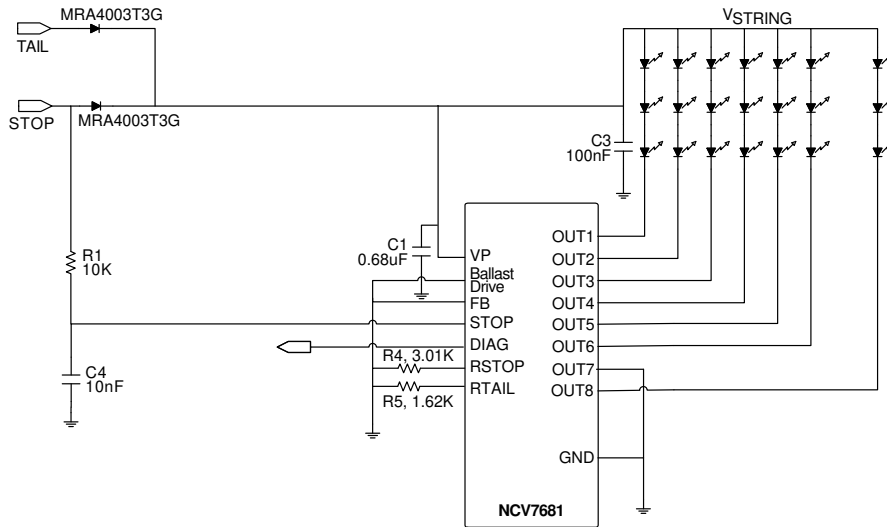 MRA4003T3G
TAIL
VSTRING
STOP
MRA4003T3G
C3
100nF
R1
10K
C1
0.68uF
VP
Ballast
Drive
FB
STOP
DIAG
RSTOP
RTAIL
R4, 3.01K
R5, 1.62K
C4
10nF
OUT1
OUT2
OUT3
OUT4
OUT5
OUT6
OUT7
OUT8
GND
NCV7681